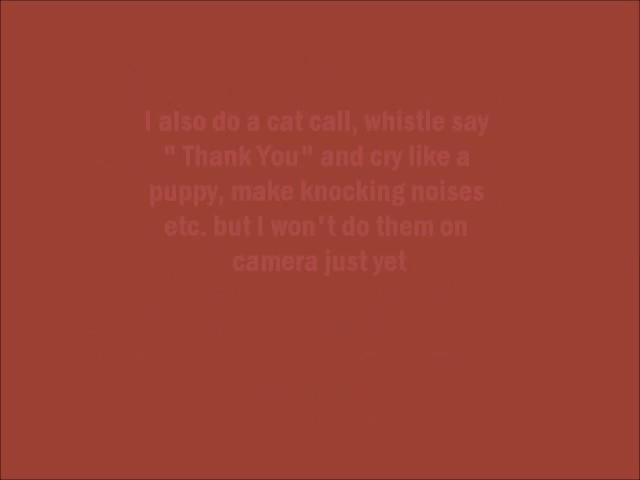 I also do a cat call, whistle say
" Thank You" and cry like a
puppy, make knocking noises
etc. but I won't do them on
camera just yet